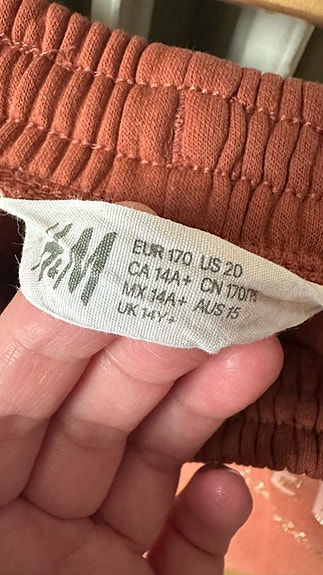 H&M
EUR 170 US 20
CA 14A+ CN 170/
MX 14A+ AUS 15
UK 14Y+